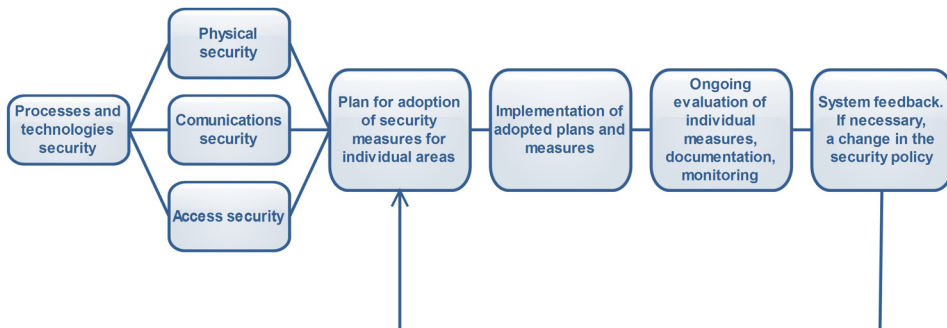 Physical
security
Processes and
technologies
security
Comunications
security
Access security
Plan for adoption
of security
measures for
individual areas
Implementation of
adopted plans and
measures
Ongoing
evaluation of
individual
measures,
documentation,
monitoring
System feedback.
If necessary,
a change in the
security policy